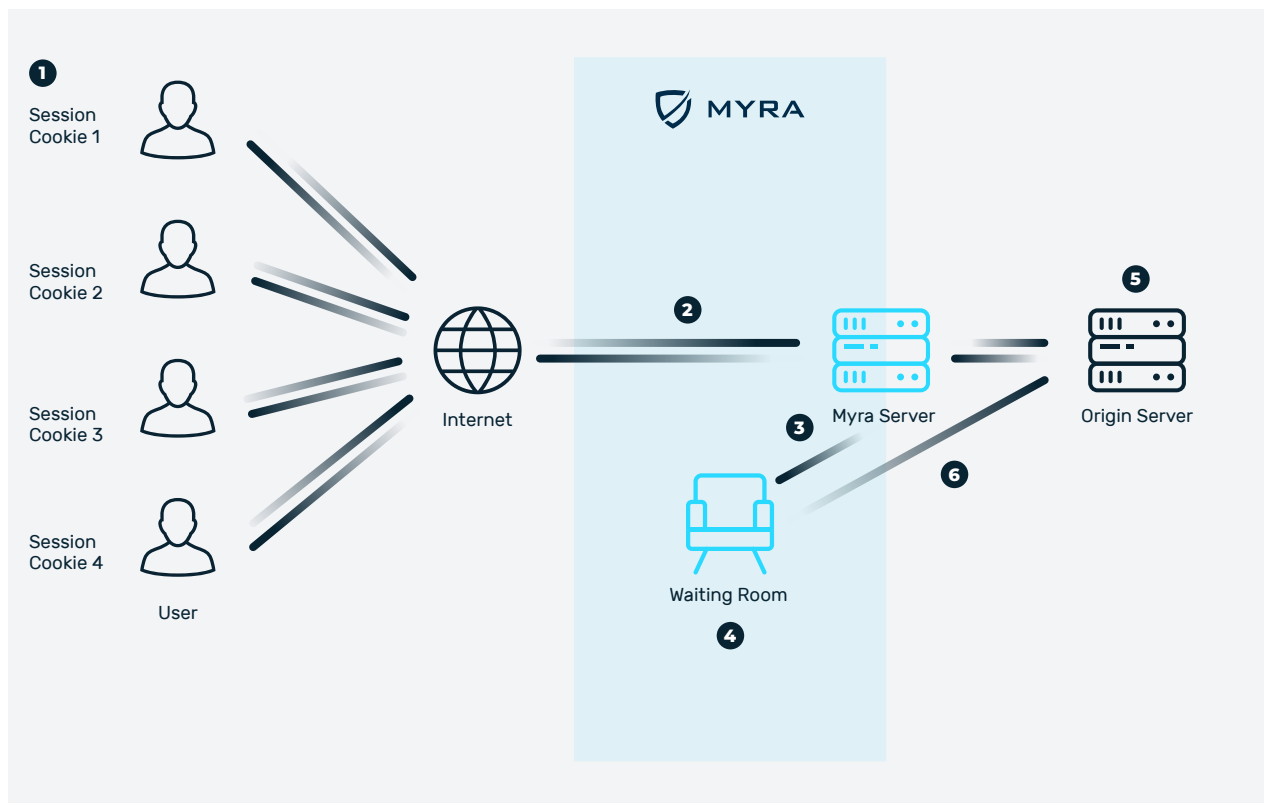 1
Session
Cookie 1
Session
Cookie 2
Session
Cookie 3
Session
Cookie 4
User
Internet
MYRA
2
Myra Server
3
Waiting Room
4
5
Origin Server
6